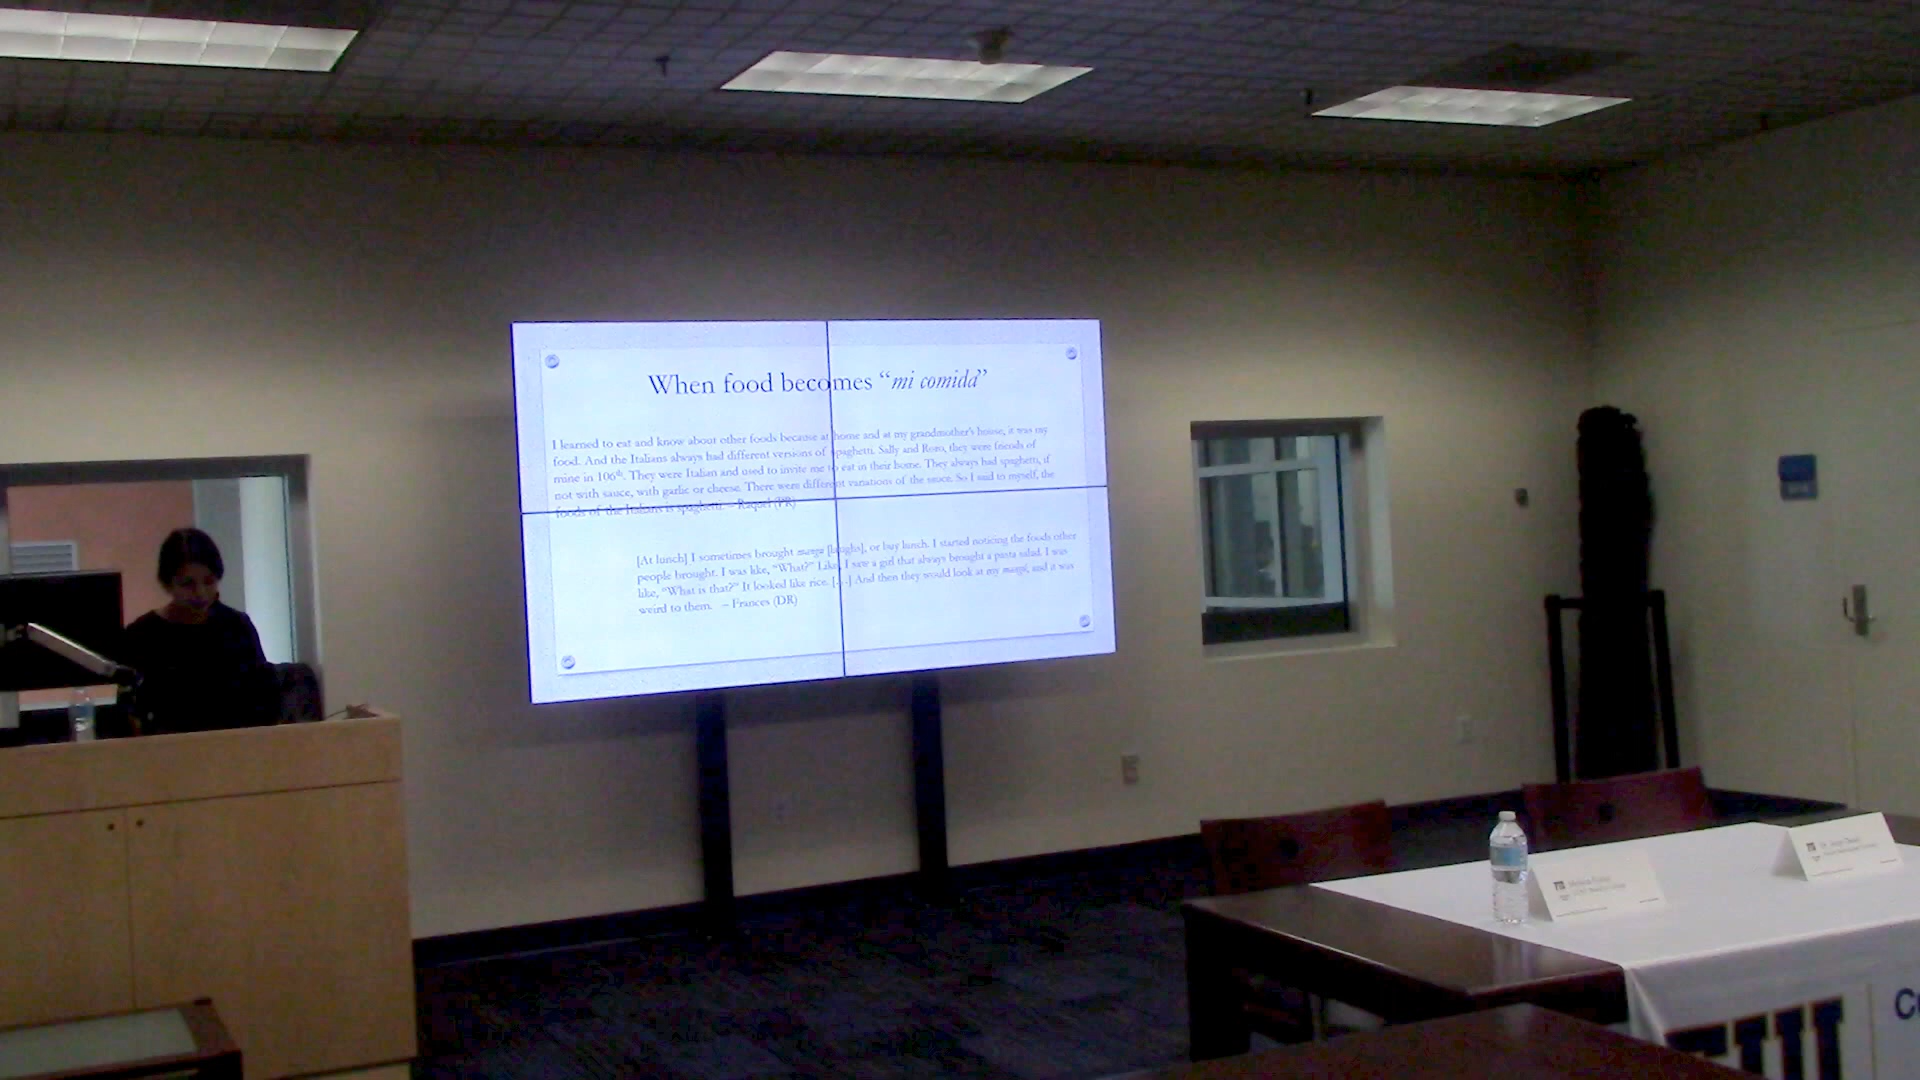 When food becomes “mi comida”
I learned to eat and know about other foods because at home and at my grandmother's house, it was my
food. And the Italians always had different versions of spaghetti. Sally and Rozo, they were friends of
mine in 106th. They were Italian and used to invite me to eat in their home. They always had spaghetti, if
not with sauce, with garlic or cheese. There were different variations of the sauce. So I said to myself, the
foods of the Italians is spaghetti. – Raquel (PR)
[At lunch] I sometimes brought mangú [laughs], or buy lunch. I started noticing the foods other
people brought. I was like, “What?” Like, I saw a girl that always brought a pasta salad. I was
like, “What is that?” It looked like rice. [...] And then they would look at my mangú, and it was
weird to them. – Frances (DR)
FIU